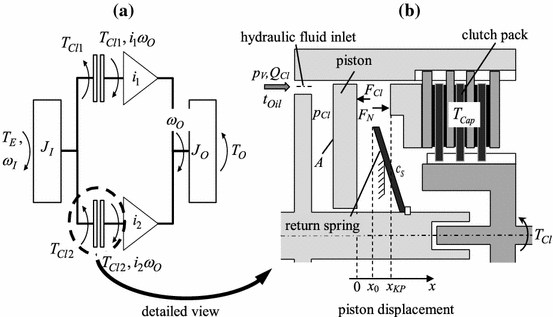 (a)
T_Cl1
T_Cl1, i_1ω_O
i_1
J_I
T_E,
ω_I
ω_O
J_O
T_O
i_2
T_Cl2
T_Cl2, i_2ω_O
detailed view
(b)
hydraulic fluid inlet
clutch pack
piston
p_V, Q_Cl
t_Oil
F_Cl
p_Cl
F_N
T_Cap
A
c_S
return spring
T_Cl
0 x_0 x_KP x
piston displacement